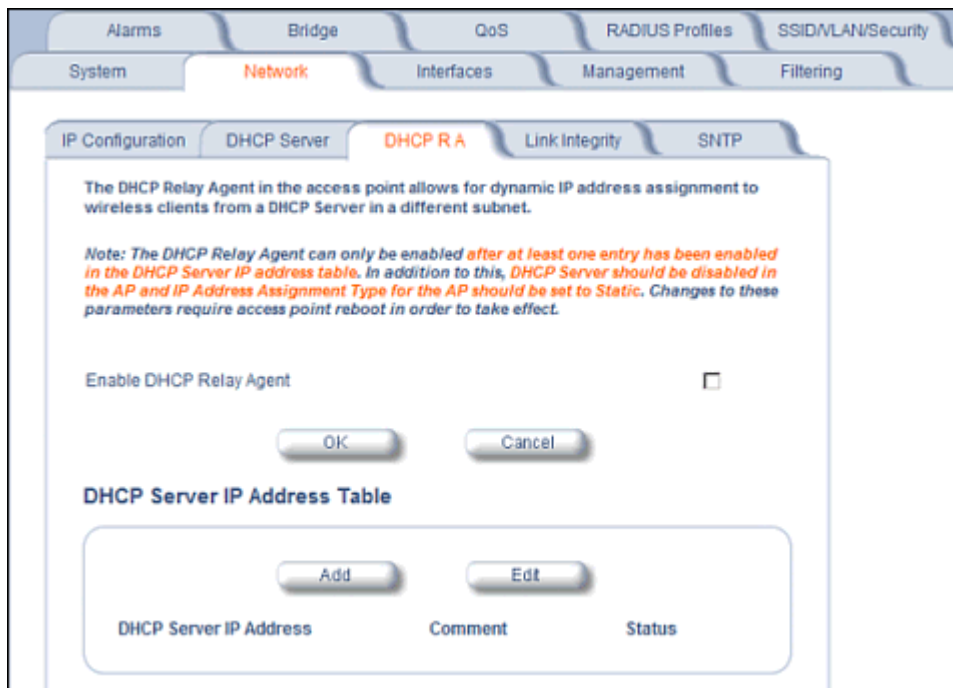 Alarms Bridge QoS RADIUS Profiles SSID/VLAN/Security
System Network Interfaces Management Filtering
IP Configuration DHCP Server DHCP R A Link Integrity SNTP
The DHCP Relay Agent in the access point allows for dynamic IP address assignment to
wireless clients from a DHCP Server in a different subnet.
Note: The DHCP Relay Agent can only be enabled after at least one entry has been enabled
in the DHCP Server IP address table. In addition to this, DHCP Server should be disabled in
the AP and IP Address Assignment Type for the AP should be set to Static. Changes to these
parameters require access point reboot in order to take effect.
Enable DHCP Relay Agent
OK Cancel
DHCP Server IP Address Table
Add Edit
DHCP Server IP Address Comment Status